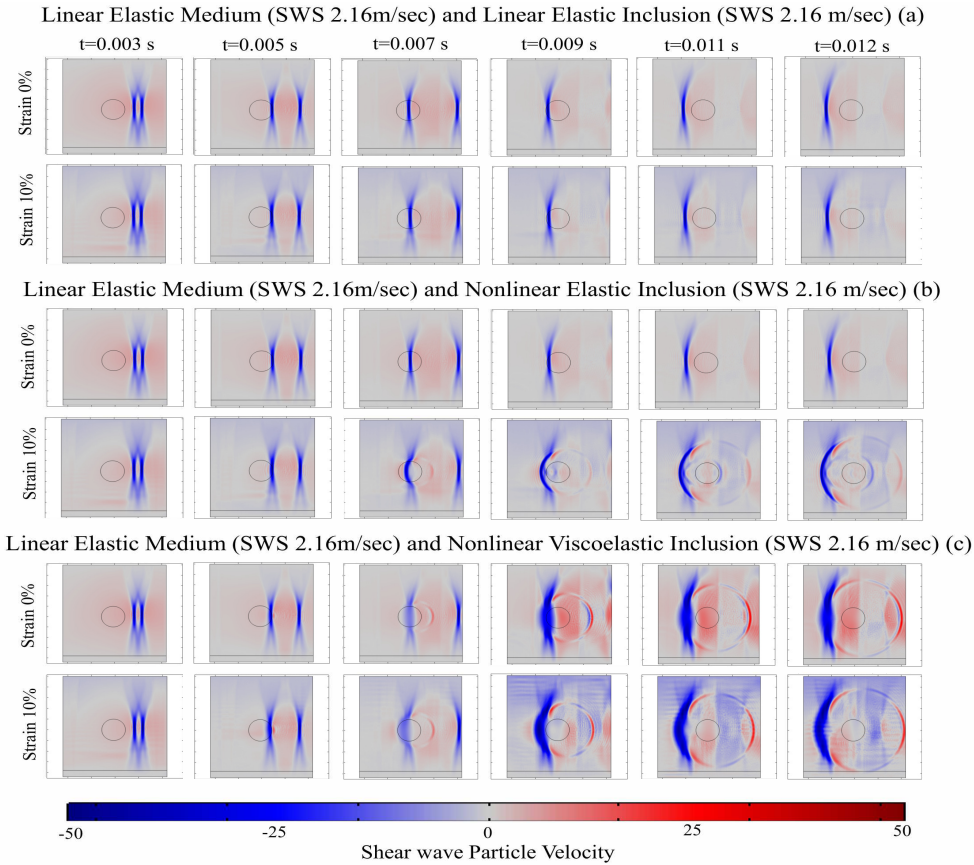 Linear Elastic Medium (SWS 2.16m/sec) and Linear Elastic Inclusion (SWS 2.16 m/sec) (a)
t=0.003 s t=0.005 s t=0.007 s t=0.009 s t=0.011 s t=0.012 s
Strain 0%
Strain 10%
Linear Elastic Medium (SWS 2.16m/sec) and Nonlinear Elastic Inclusion (SWS 2.16 m/sec) (b)
Strain 0%
Strain 10%
Linear Elastic Medium (SWS 2.16m/sec) and Nonlinear Viscoelastic Inclusion (SWS 2.16 m/sec) (c)
Strain 0%
Strain 10%
-50 -25 0 25 50
Shear wave Particle Velocity